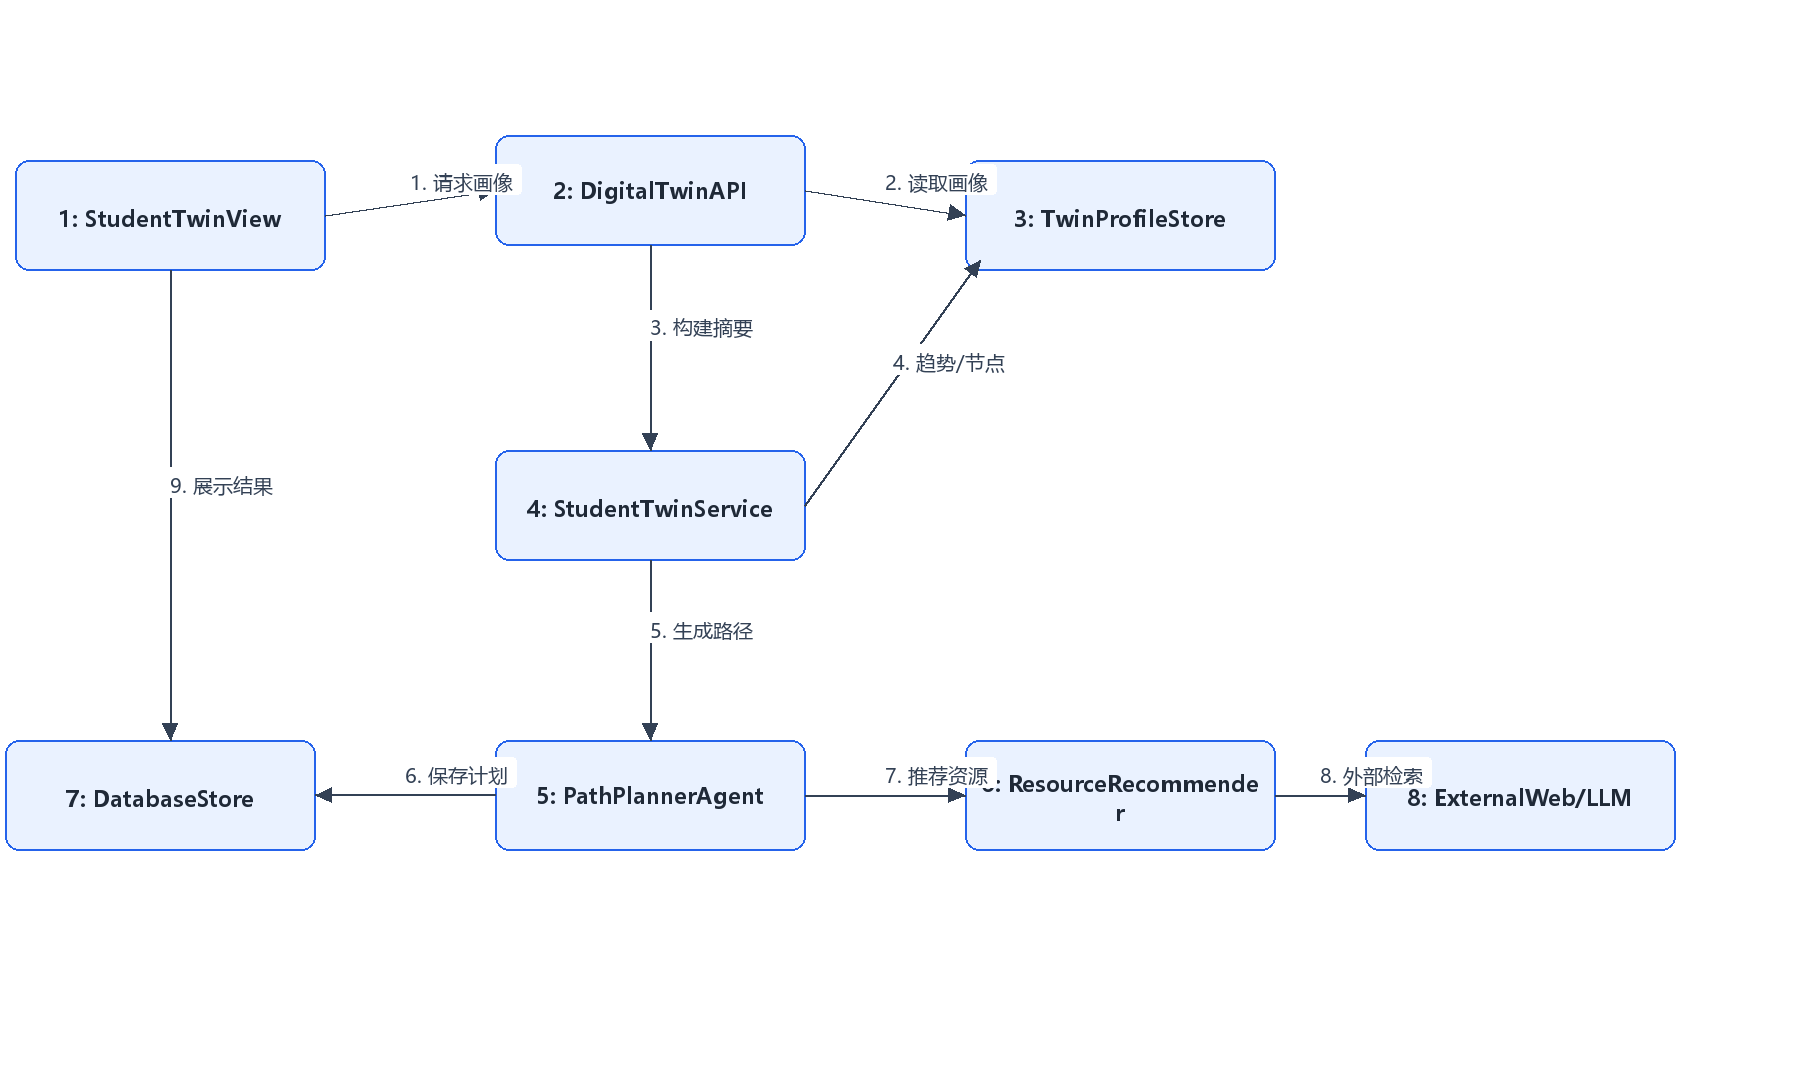 1. 请求画像
2. 读取画像
1: StudentTwinView
2: DigitalTwinAPI
3: TwinProfileStore
3. 构建摘要
4. 趋势/节点
9. 展示结果
4: StudentTwinService
5. 生成路径
6. 保存计划
7. 推荐资源
8. 外部检索
7: DatabaseStore
5: PathPlannerAgent
ResourceRecommende
r
8: ExternalWeb/LLM